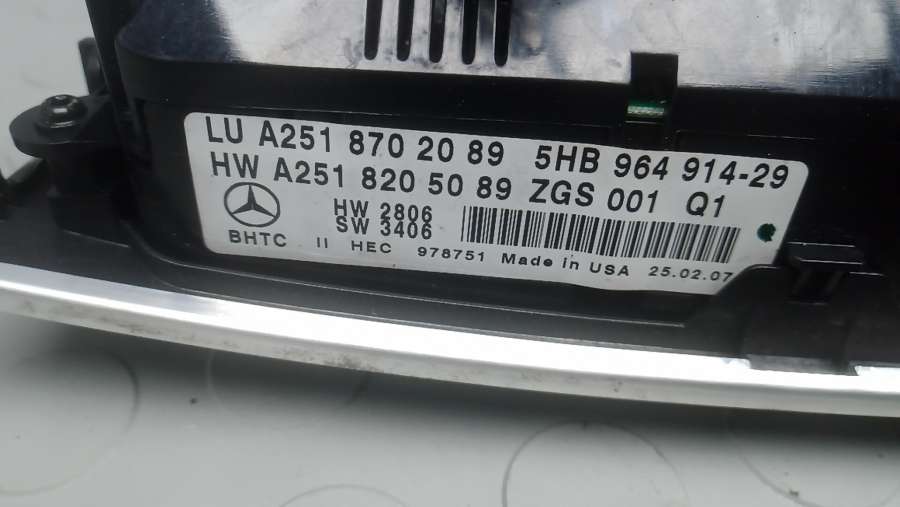 LU A251 870 20 89 5HB 964 914-29
HW A251 820 50 89 ZGS 001 Q1
HW 2806
SW 3406
BHTC II HEC 978751 Made in USA 25.02.07